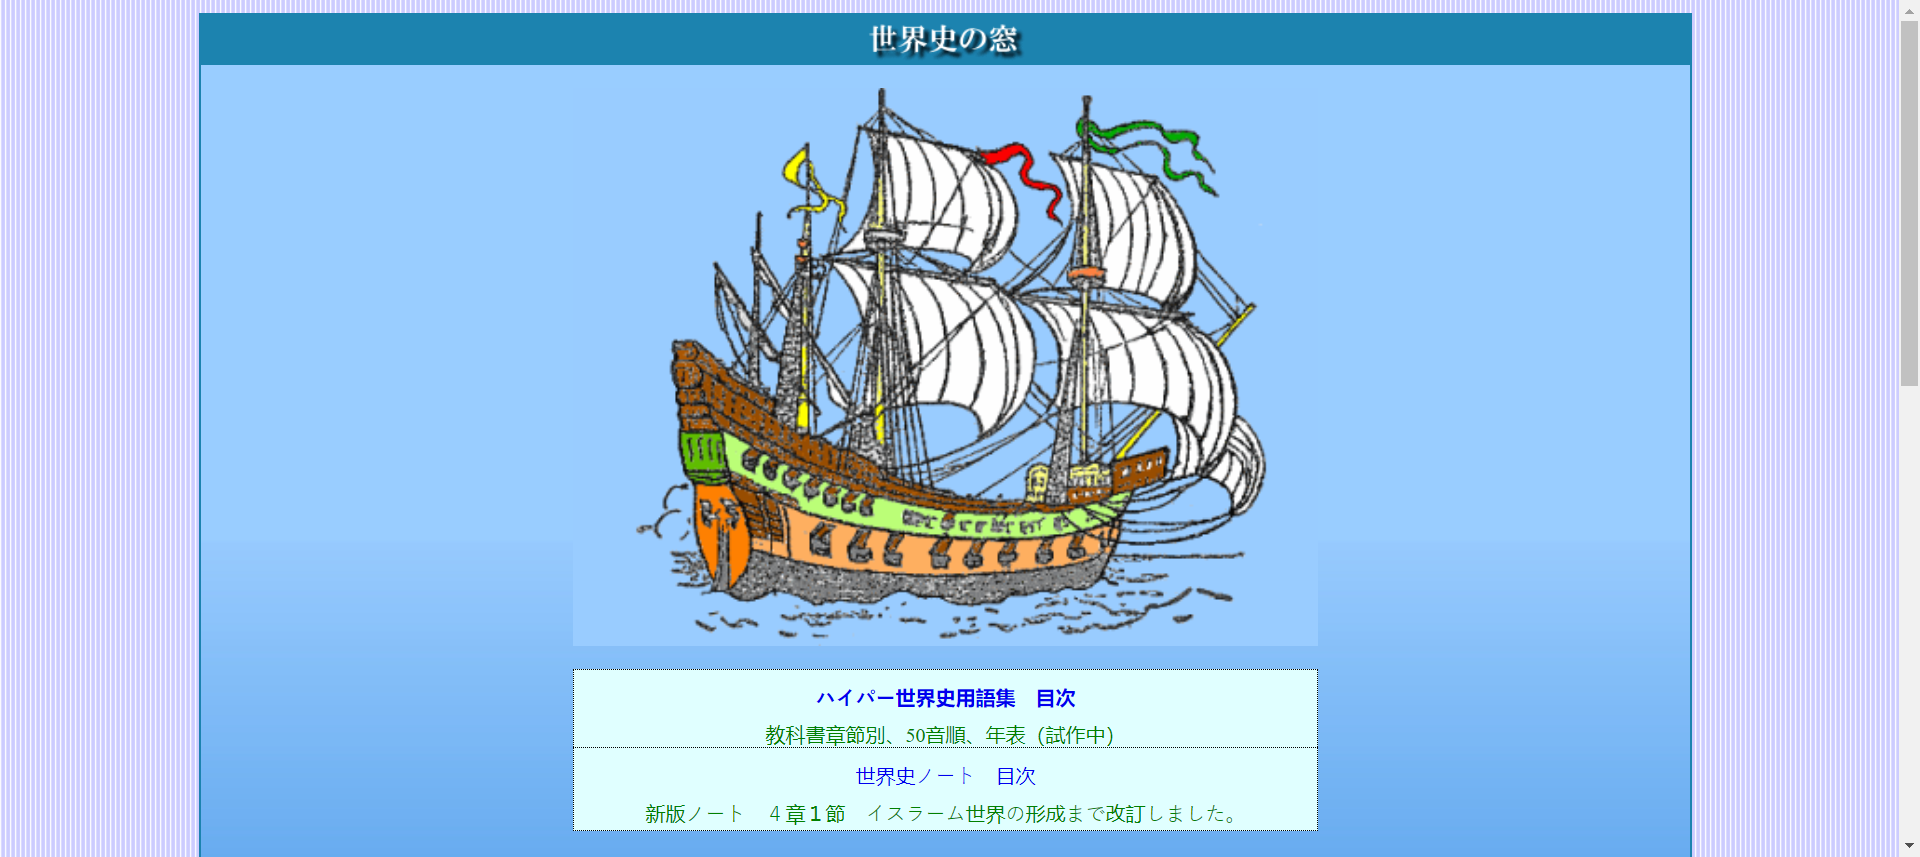 世界史の窓
ハイパー世界史用語集　目次
教科書章節別、50音順、年表（試作中）
世界史ノート　目次
新版ノート　４章１節　イスラーム世界の形成まで改訂しました。